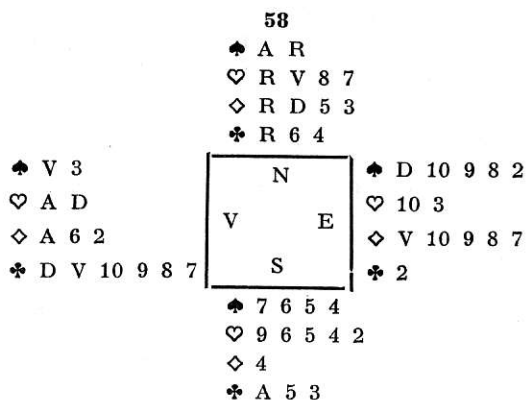 53
♠ A R
♡ R V 8 7
♢ R D 5 3
♣ R 6 4
♠ V 3
♡ A D
♢ A 6 2
♣ D V 10 9 8 7
N
V E
S
♠ D 10 9 8 2
♡ 10 3
♢ V 10 9 8 7
♣ 2
♠ 7 6 5 4
♡ 9 6 5 4 2
♢ 4
♣ A 5 3